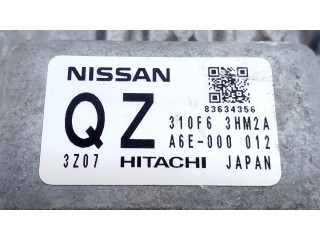 NISSAN
83634356
QZ 310F6 3HM2A
A6E-000 012
3Z07 HITACHI JAPAN